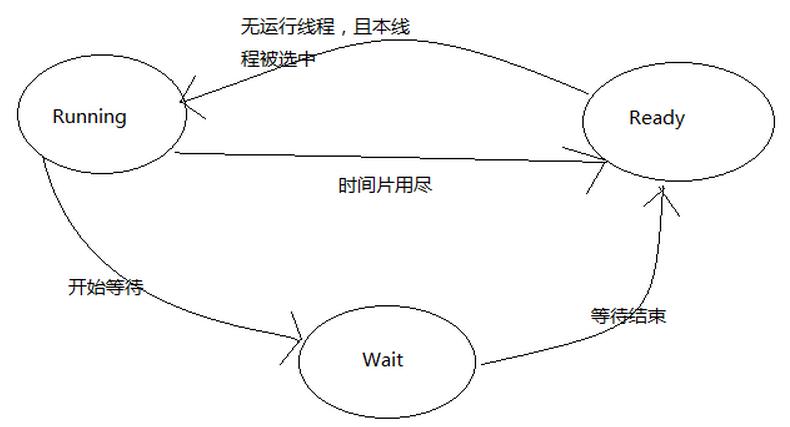 无运行线程，且本线
程被选中
Running
Ready
时间片用尽
开始等待
等待结束
Wait